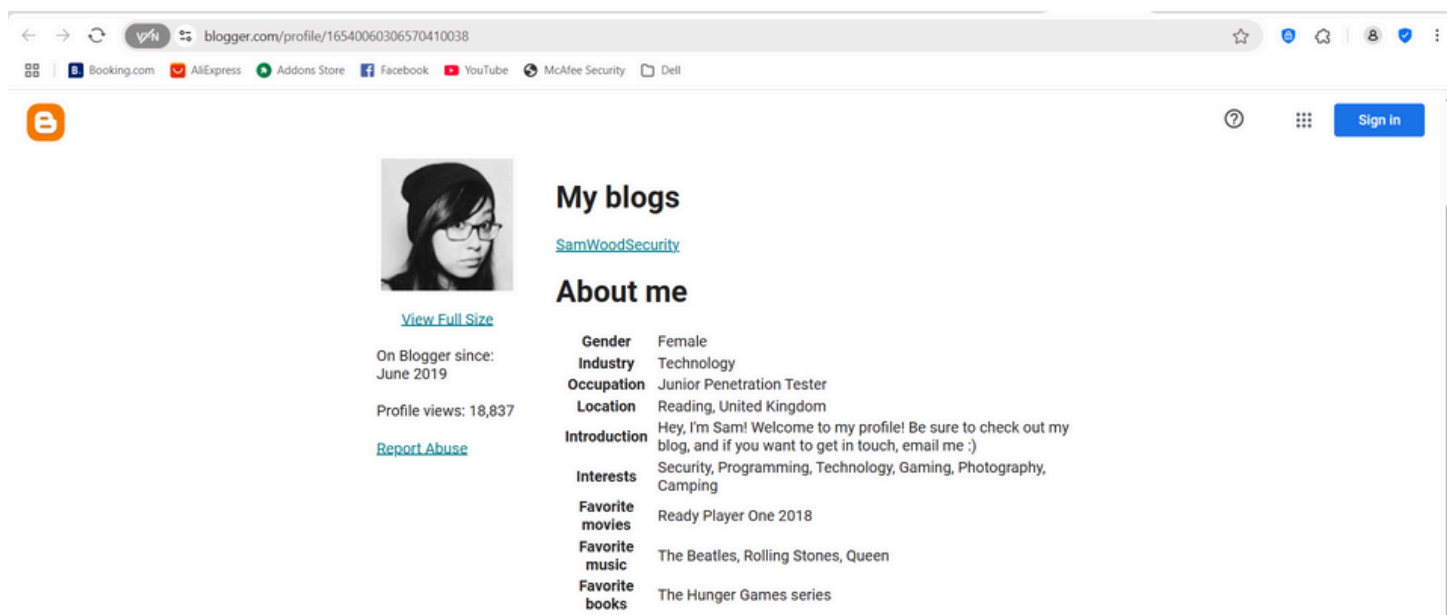 VPN
blogger.com/profile/16540060306570410038
Booking.com AliExpress Addons Store Facebook YouTube McAfee Security Dell
Sign in
My blogs
SamWoodSecurity
About me
View Full Size
On Blogger since:
June 2019
Profile views: 18,837
Report Abuse
Gender Female
Industry Technology
Occupation Junior Penetration Tester
Location Reading, United Kingdom
Introduction Hey, I'm Sam! Welcome to my profile! Be sure to check out my
blog, and if you want to get in touch, email me :)
Interests Security, Programming, Technology, Gaming, Photography,
Camping
Favorite
movies Ready Player One 2018
Favorite
music The Beatles, Rolling Stones, Queen
Favorite
books The Hunger Games series